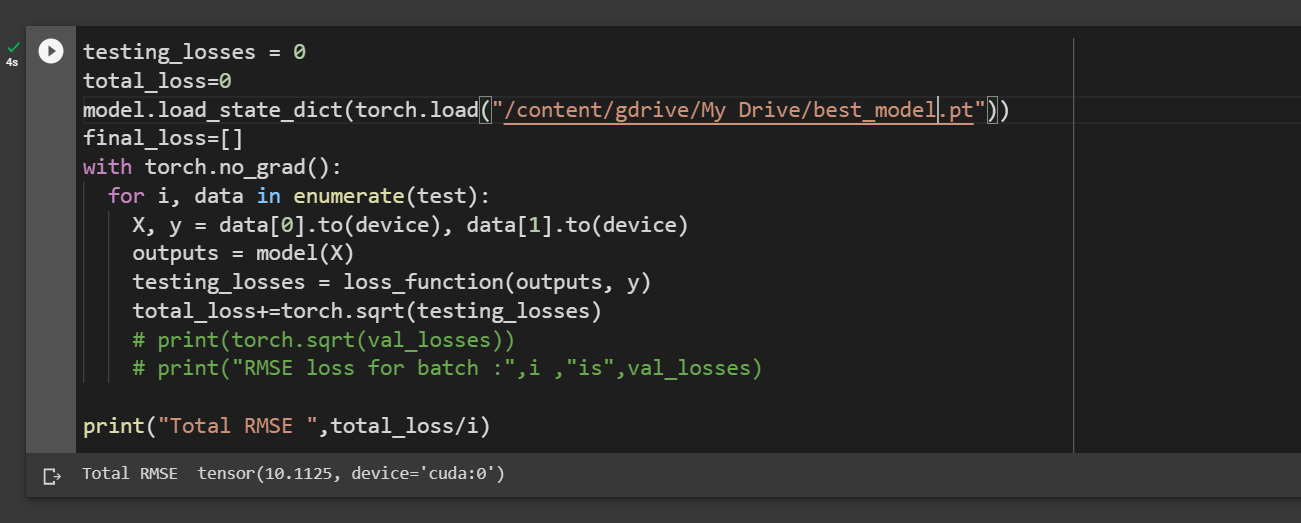 testing_losses = 0
4s
total_loss=0
model.load_state_dict(torch.load("/content/gdrive/My Drive/best_model.pt"))
final_loss=[]
with torch.no_grad():
  for i, data in enumerate(test):
    X, y = data[0].to(device), data[1].to(device)
    outputs = model(X)
    testing_losses = loss_function(outputs, y)
    total_loss+=torch.sqrt(testing_losses)
    # print(torch.sqrt(val_losses))
    # print("RMSE loss for batch :",i ,"is",val_losses)
print("Total RMSE ",total_loss/i)
Total RMSE  tensor(10.1125, device='cuda:0')